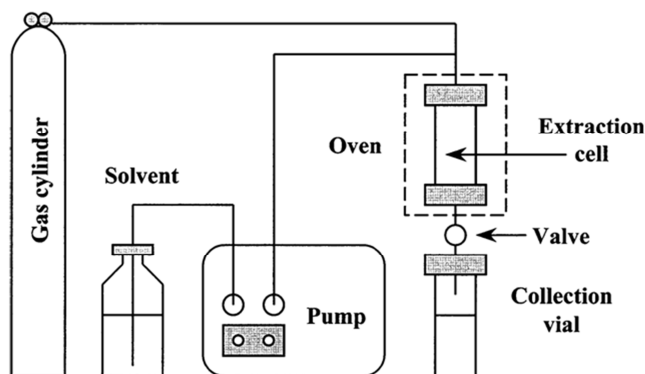 Gas cylinder
Solvent
Pump
Oven
Extraction
cell
Valve
Collection
vial